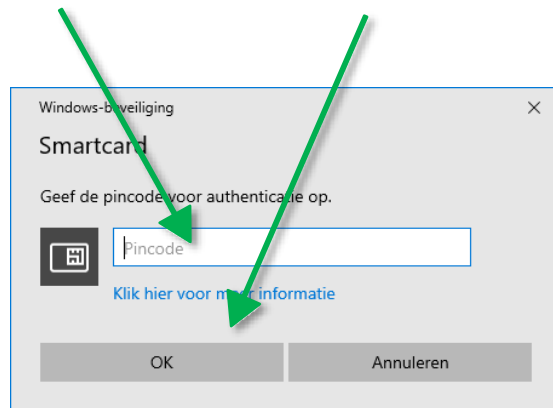 Windows-beveiliging
Smartcard
Geef de pincode voor authenticatie op.
Pincode
Klik hier voor meer informatie
OK
Annuleren